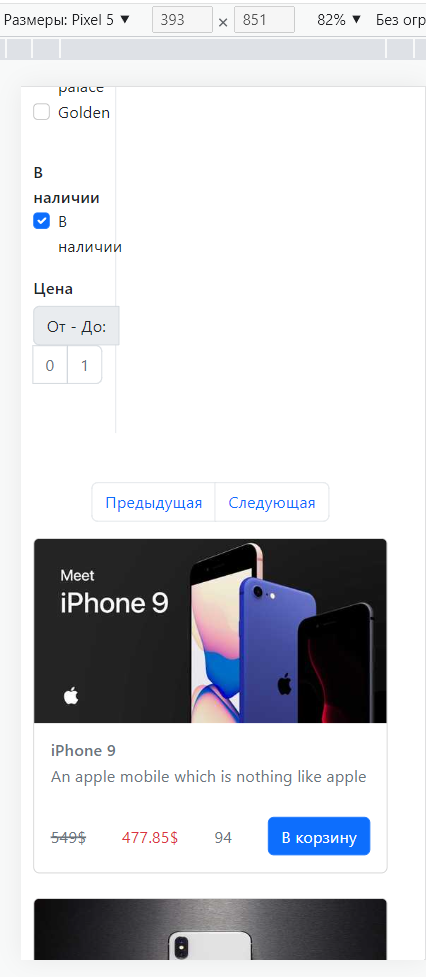 Размеры: Pixel 5 ▼ 393 × 851 82% ▼ Без огр
palace
Golden
В
наличии
В
наличии
Цена
От - До:
0 1
Предыдущая Следующая
Meet
iPhone 9
iPhone 9
An apple mobile which is nothing like apple
549$ 477.85$ 94 В корзину